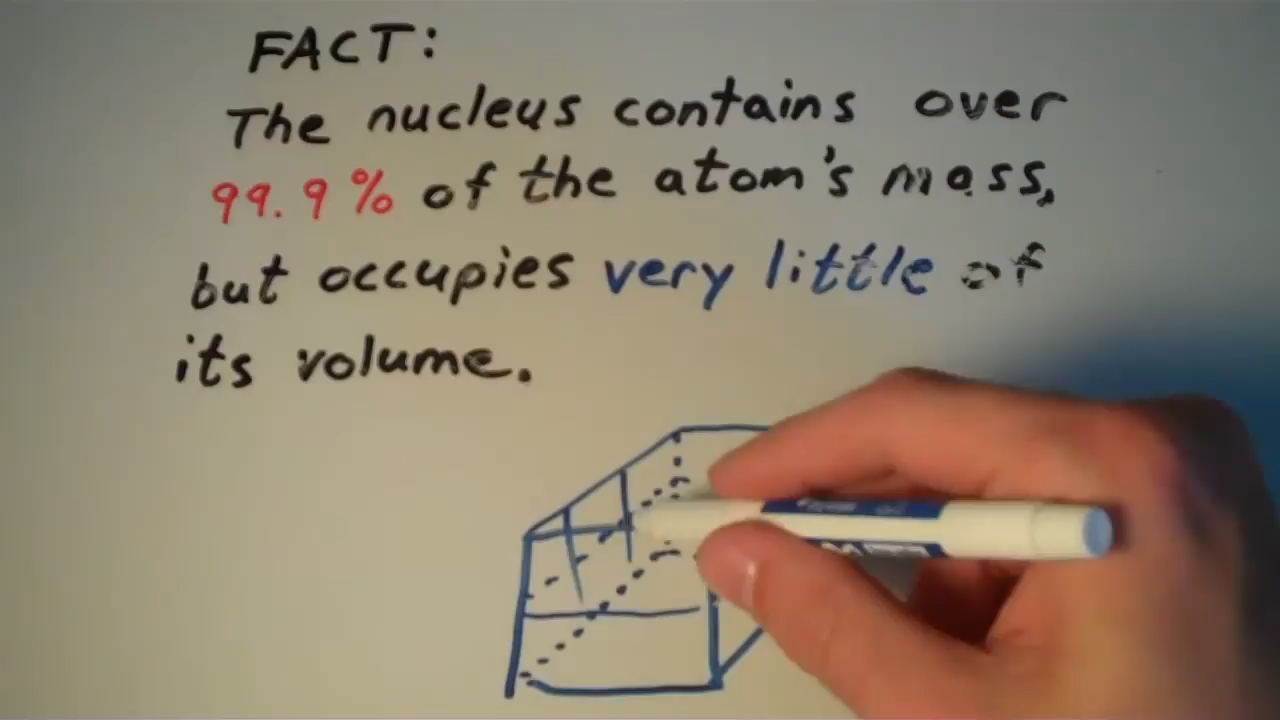 FACT:
The nucleus contains over
99.9% of the atom's mass,
but occupies very little of
its volume.